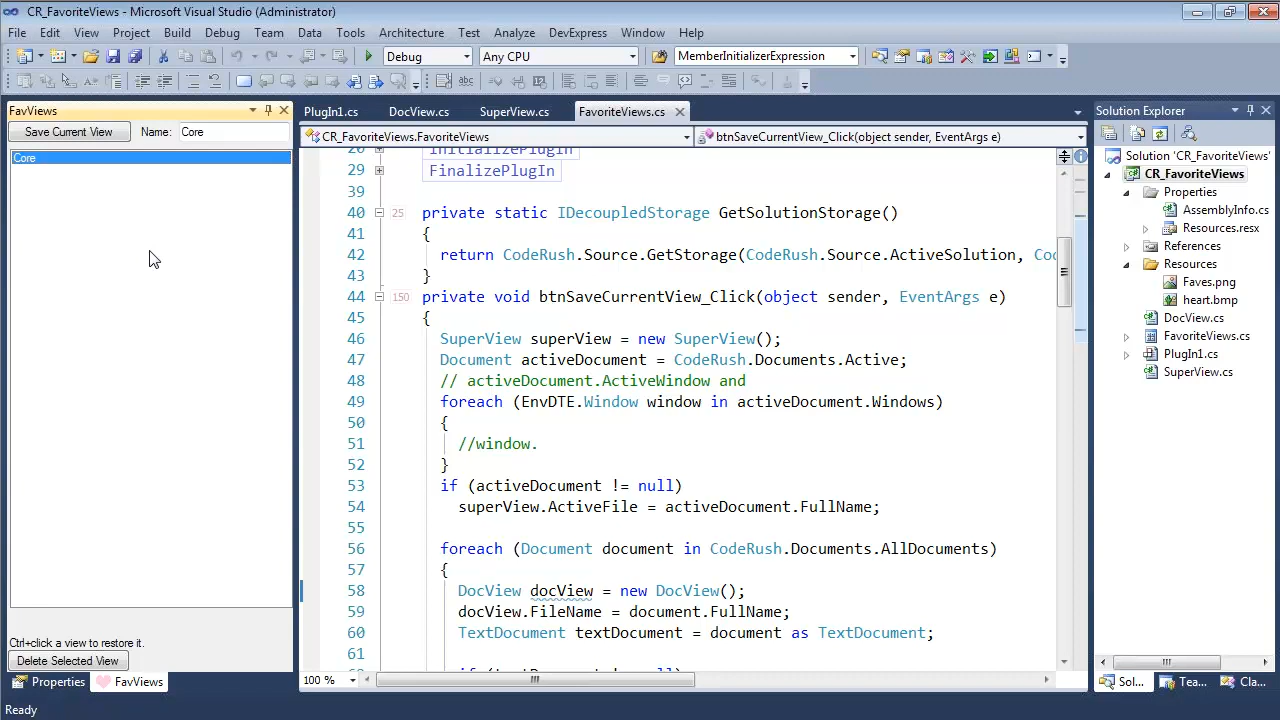 CR_FavoriteViews - Microsoft Visual Studio (Administrator)
File Edit View Project Build Debug Team Data Tools Architecture Test Analyze DevExpress Window Help
Debug Any CPU MemberInitializerExpression
FavViews
Save Current View Name: Core
Core
Ctrl+click a view to restore it.
Delete Selected View
Properties FavViews
PlugIn1.cs DocView.cs SuperView.cs FavoriteViews.cs
CR_FavoriteViews.FavoriteViews btnSaveCurrentView_Click(object sender, EventArgs e)
InitializePlugIn
29 FinalizePlugIn
39
40 25 private static IDecoupledStorage GetSolutionStorage()
41 {
42 return CodeRush.Source.GetStorage(CodeRush.Source.ActiveSolution, Co
43 }
44 150 private void btnSaveCurrentView_Click(object sender, EventArgs e)
45 {
46 SuperView superView = new SuperView();
47 Document activeDocument = CodeRush.Documents.Active;
48 // activeDocument.ActiveWindow and
49 foreach (EnvDTE.Window window in activeDocument.Windows)
50 {
51 //window.
52 }
53 if (activeDocument != null)
54 superView.ActiveFile = activeDocument.FullName;
55
56 foreach (Document document in CodeRush.Documents.AllDocuments)
57 {
58 DocView docView = new DocView();
59 docView.FileName = document.FullName;
60 TextDocument textDocument = document as TextDocument;
61
100 %
Solution Explorer
Solution 'CR_FavoriteViews'
CR_FavoriteViews
Properties
AssemblyInfo.cs
Resources.resx
References
Resources
Faves.png
heart.bmp
DocView.cs
FavoriteViews.cs
PlugIn1.cs
SuperView.cs
Sol... Tea... Cla...
Ready